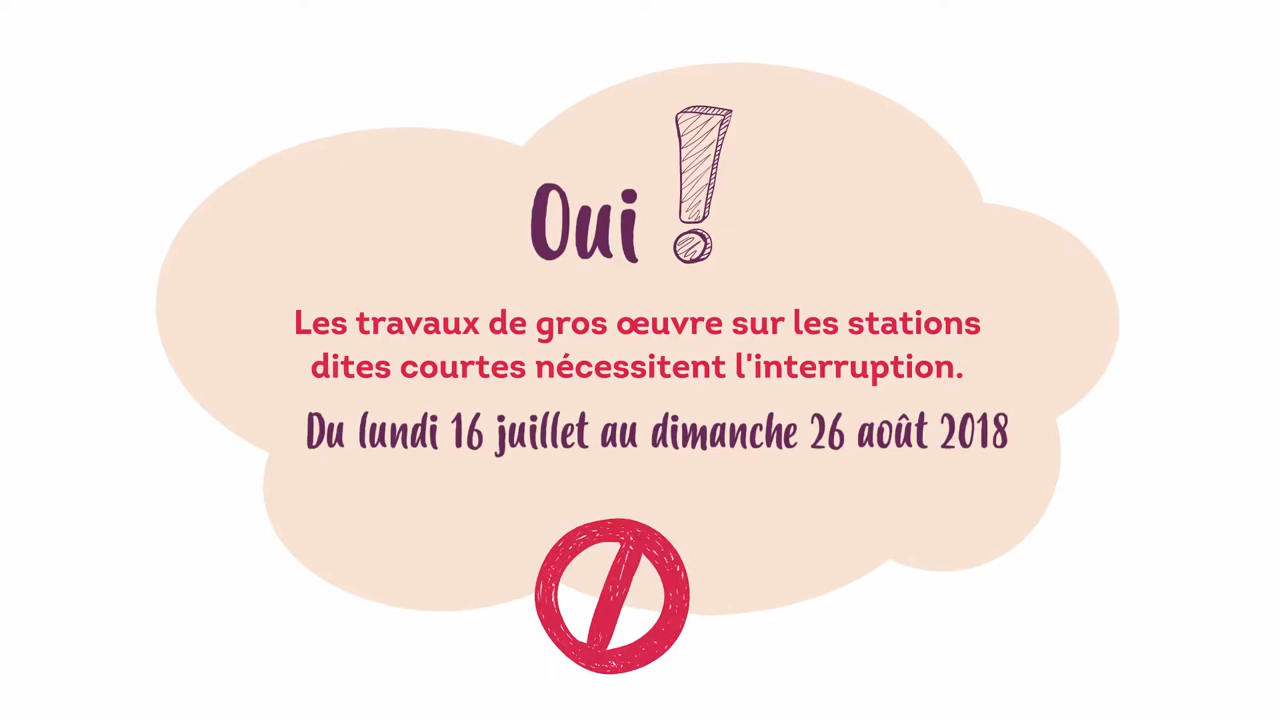 Oui !
Les travaux de gros œuvre sur les stations
dites courtes nécessitent l'interruption.
Du lundi 16 juillet au dimanche 26 août 2018